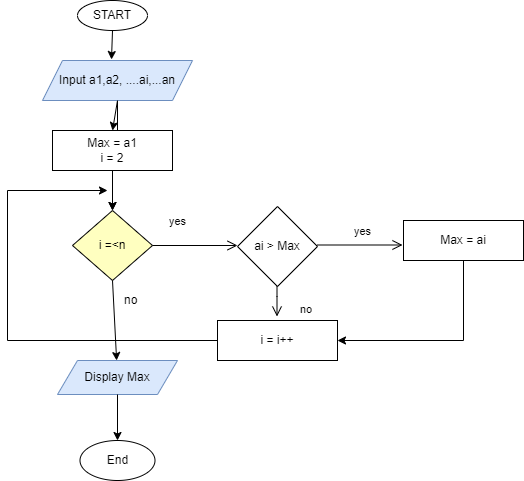 START
Input a1,a2, ....ai,...an
Max = a1
i = 2
i =<n
yes
ai > Max
yes
Max = ai
no
no
i = i++
Display Max
End